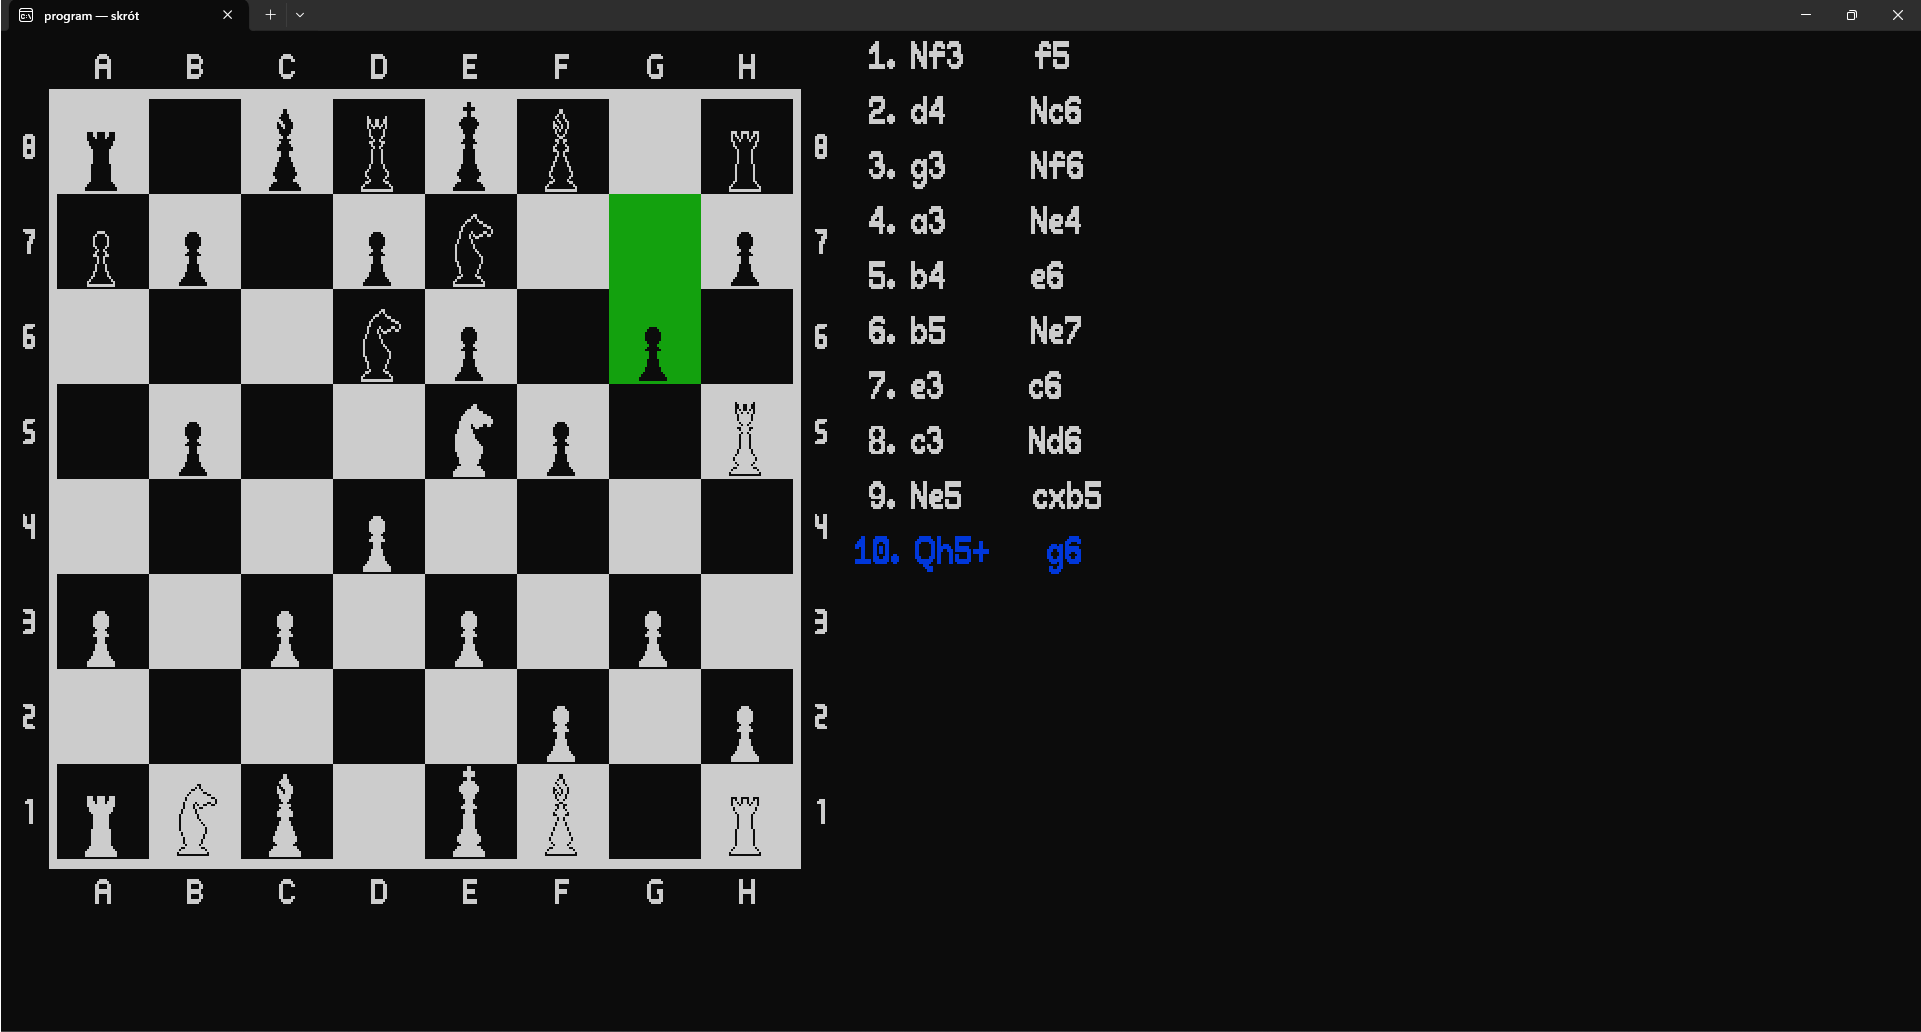 program — skrót
A B C D E F G H
1. Nf3 f5
2. d4 Nc6
8 8
3. g3 Nf6
4. a3 Ne4
7 7
5. b4 e6
6. b5 Ne7
6 6
7. e3 c6
5 5
8. c3 Nd6
9. Ne5 cxb5
4 4
10. Qh5+ g6
3 3
2 2
1 1
A B C D E F G H